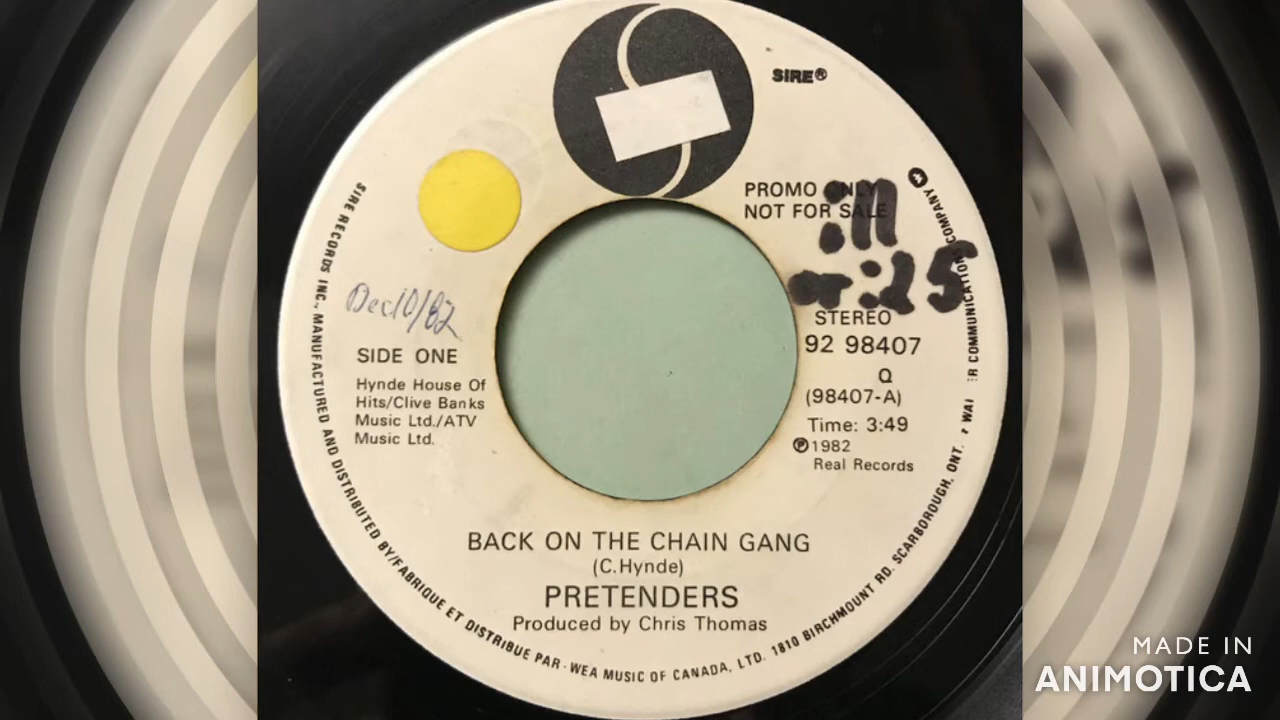 SIRE®
PROMO ONLY
NOT FOR SALE
:25
Dec 10/82
SIDE ONE
Hynde House Of
Hits/Clive Banks
Music Ltd./ATV
Music Ltd.
STEREO
92 98407
Q
(98407-A)
Time: 3:49
℗ 1982
Real Records
BACK ON THE CHAIN GANG
(C.Hynde)
PRETENDERS
Produced by Chris Thomas
SIRE RECORDS INC., MANUFACTURED AND DISTRIBUTED BY/FABRIQUE ET DISTRIBUE PAR - WEA MUSIC OF CANADA, LTD. 1810 BIRCHMOUNT RD. SCARBOROUGH, ONT. COMMUNICATIONS COMPANY
MADE IN
ANIMOTICA